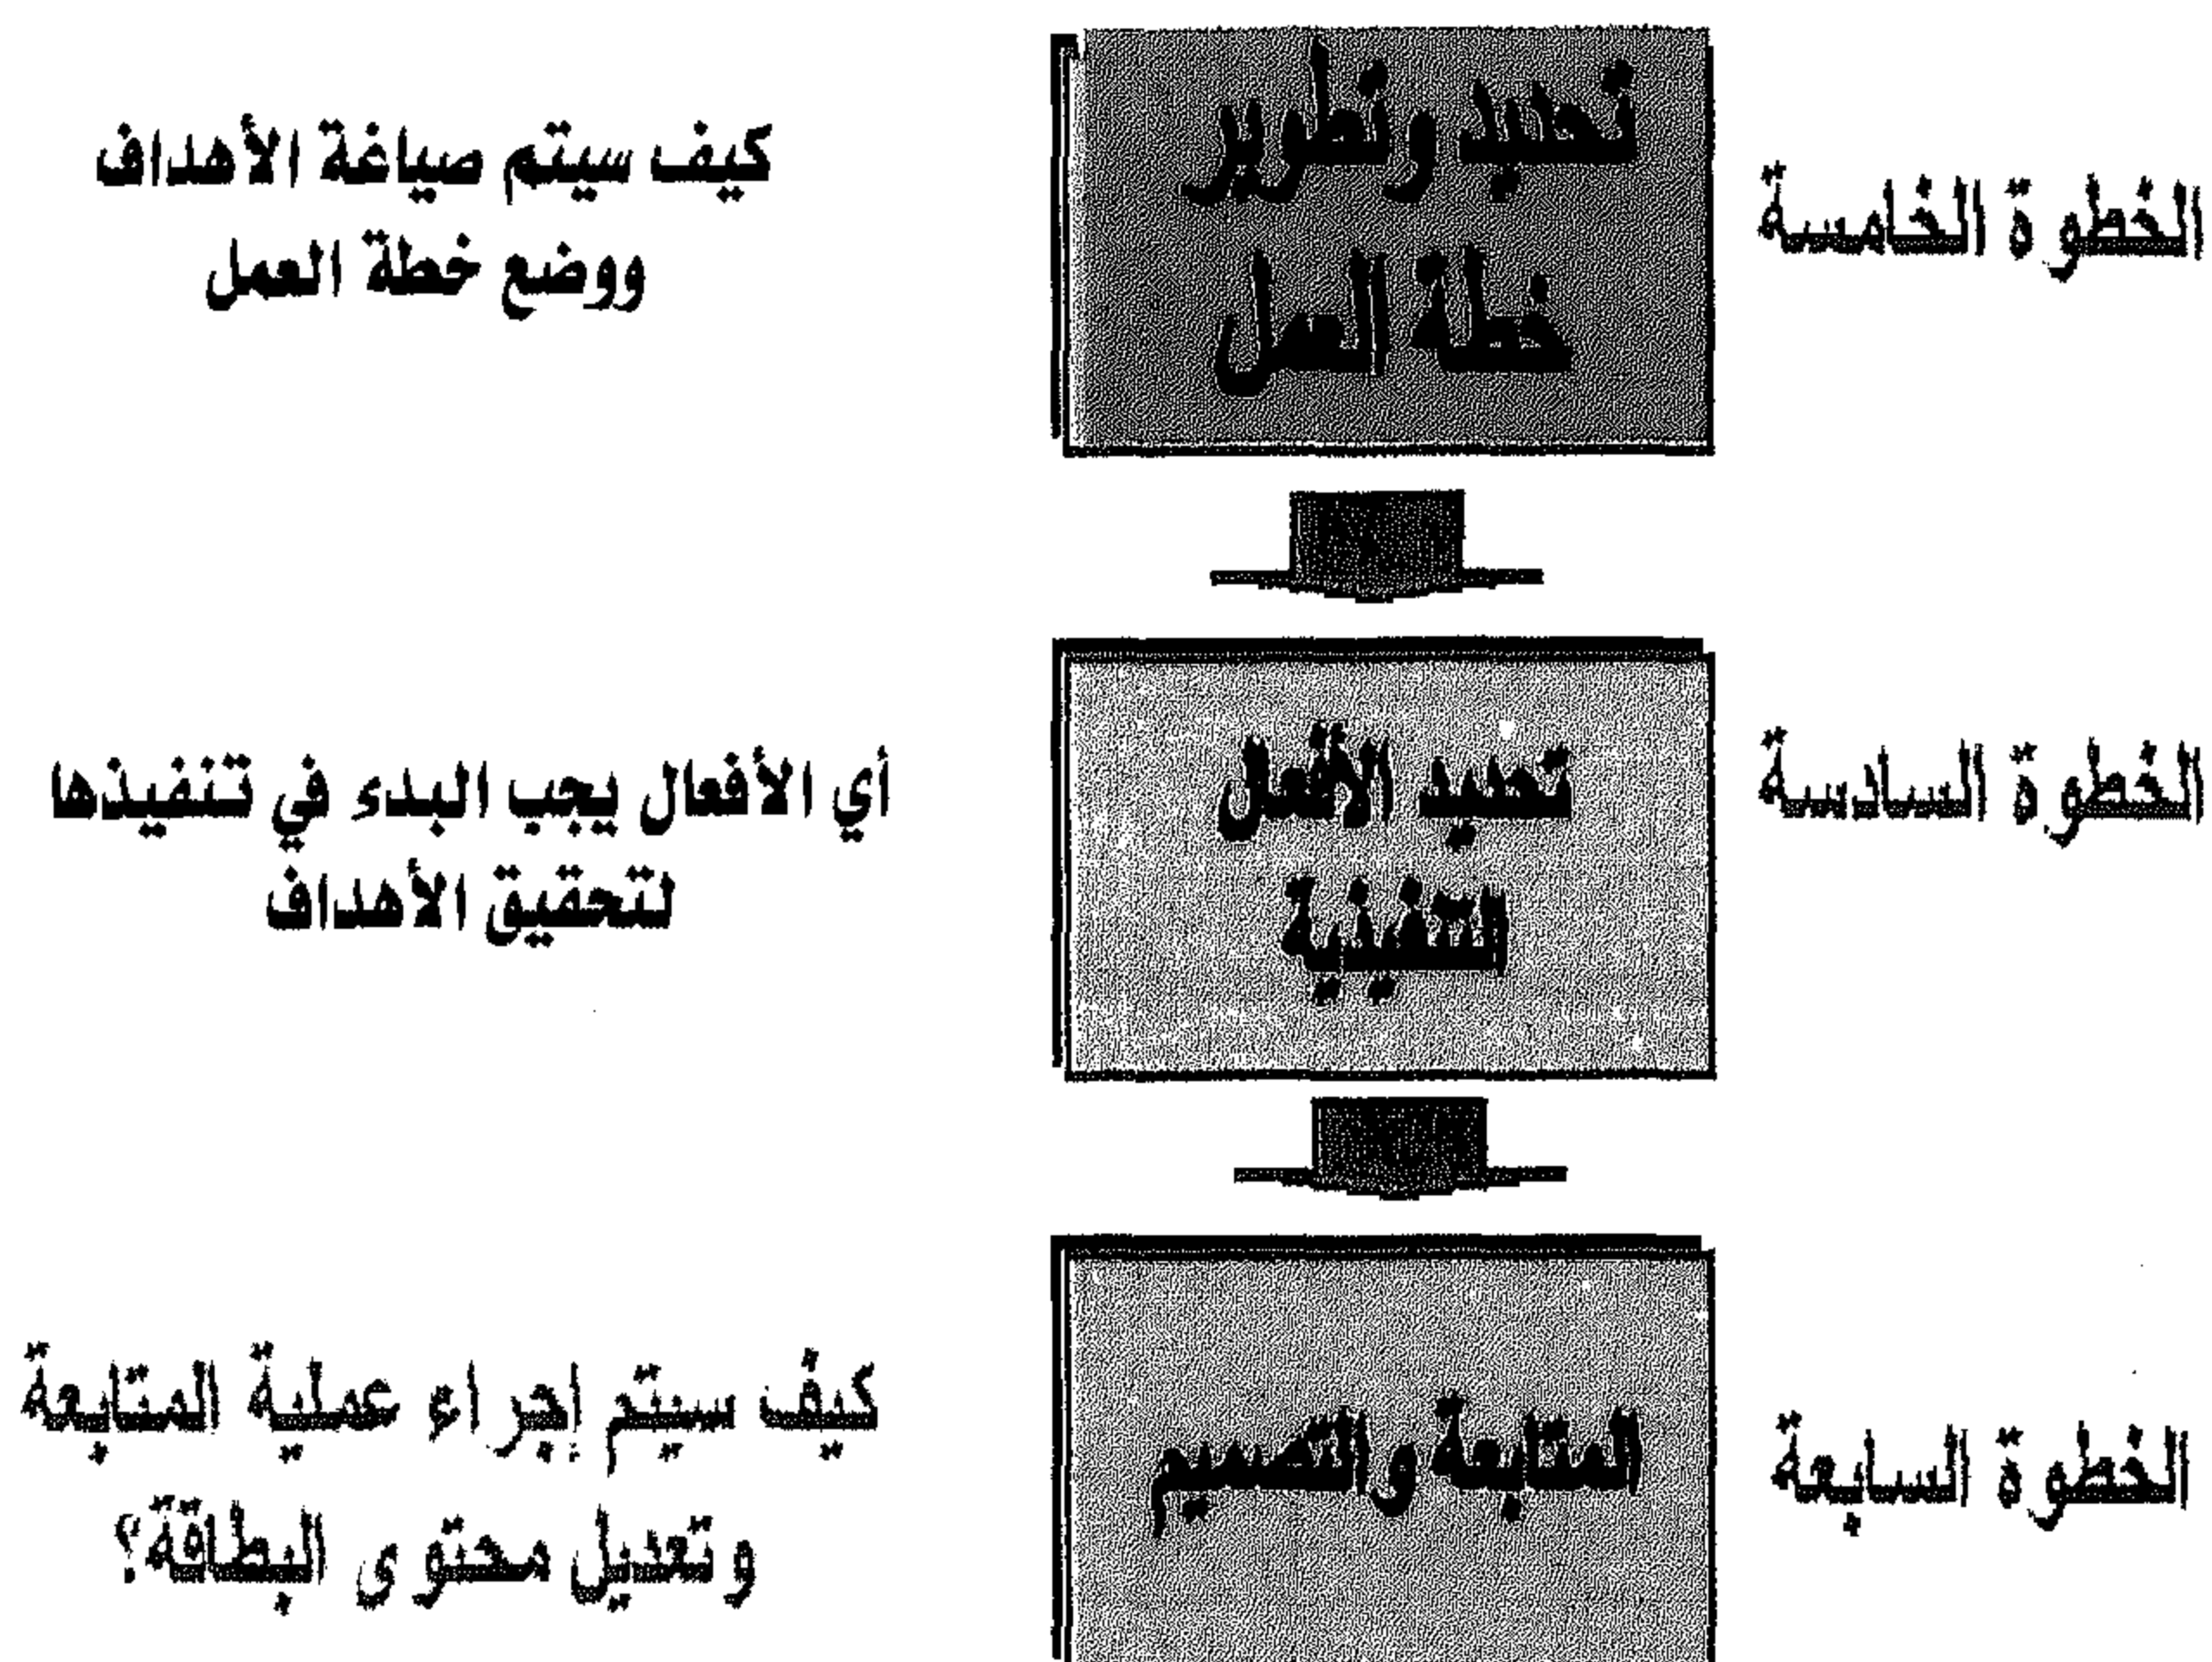 الخطوة الخامسة
تحديد وتطوير
خطة العمل
كيف سيتم صياغة الأهداف
ووضع خطة العمل
الخطوة السادسة
تحديد الأفعال
التنفيذية
أي الأفعال يجب البدء في تنفيذها
لتحقيق الأهداف
الخطوة السابعة
المتابعة والتصميم
كيف سيتم إجراء عملية المتابعة
وتعديل محتوى البطاقة؟